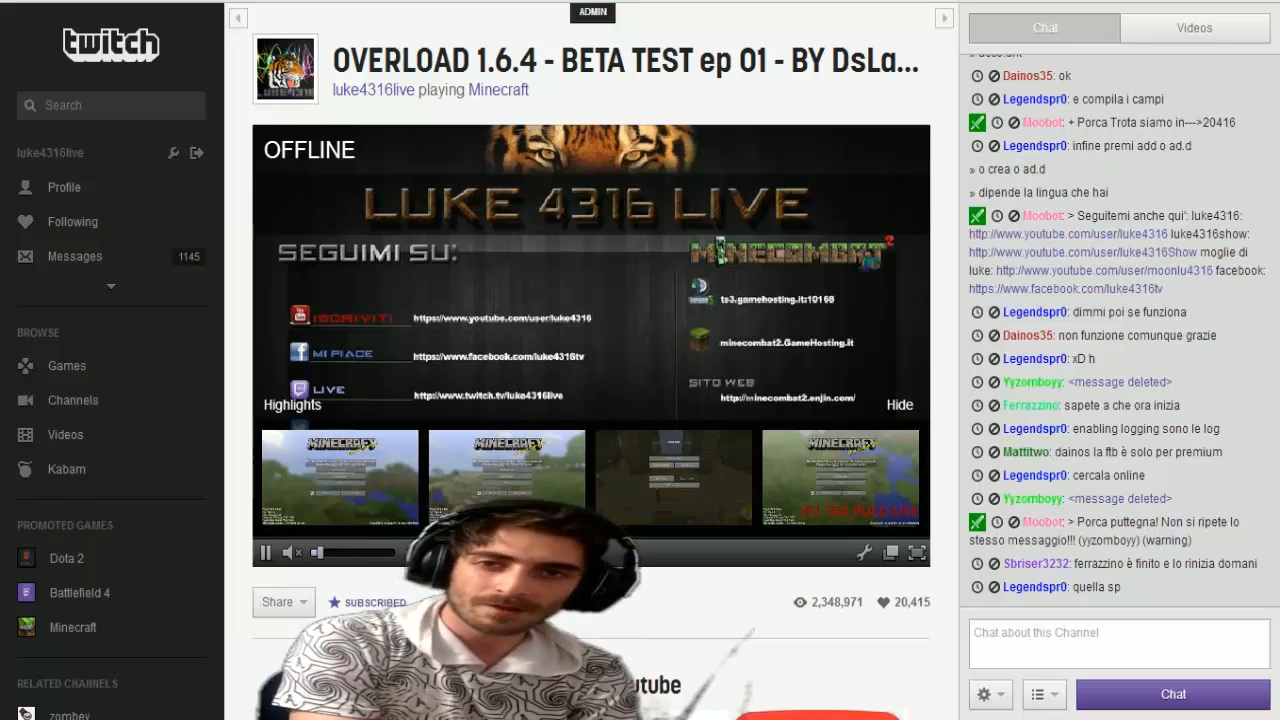 twitch
Search
luke4316live
Profile
Following
Messages 1145
BROWSE
Games
Channels
Videos
Kabam
PROMOTED GAMES
Dota 2
Battlefield 4
Minecraft
RELATED CHANNELS
zombey
ADMIN
OVERLOAD 1.6.4 - BETA TEST ep 01 - BY DsLa...
luke4316live playing Minecraft
OFFLINE
LUKE 4316 LIVE
SEGUIMI SU:
MINECOMBAT 2
ISCRIVITI https://www.youtube.com/user/luke4316
MI PIACE https://www.facebook.com/luke4316tv
LIVE http://www.twitch.tv/luke4316live
ts3.gamehosting.it:10168
minecombat2.GameHosting.it
SITO WEB
http://minecombat2.enjin.com/
Highlights
Hide
MINECRAFT
MINECRAFT
MINECRAFT
Share
SUBSCRIBED
2,348,971
20,415
utube
Chat
Videos
Dainos35: ok
Legendspr0: e compila i campi
Moobot: + Porca Trota siamo in--->20416
Legendspr0: infine premi add o ad.d
» o crea o ad.d
» dipende la lingua che hai
Moobot: > Seguitemi anche qui': luke4316:
http://www.youtube.com/user/luke4316 luke4316show:
http://www.youtube.com/user/luke4316Show moglie di
luke: http://www.youtube.com/user/moonlu4316 facebook:
https://www.facebook.com/luke4316tv
Legendspr0: dimmi poi se funziona
Dainos35: non funzione comunque grazie
Legendspr0: xD h
Yyzomboyy: <message deleted>
Ferrazzino: sapete a che ora inizia
Legendspr0: enabling logging sono le log
Mattitwo: dainos la ftb è solo per premium
Legendspr0: cercala online
Yyzomboyy: <message deleted>
Moobot: > Porca puttegna! Non si ripete lo
stesso messaggio!!! (yyzomboyy) (warning)
Sbriser3232: ferrazzino è finito e lo rinizia domani
Legendspr0: quella sp
Chat about this Channel
Chat